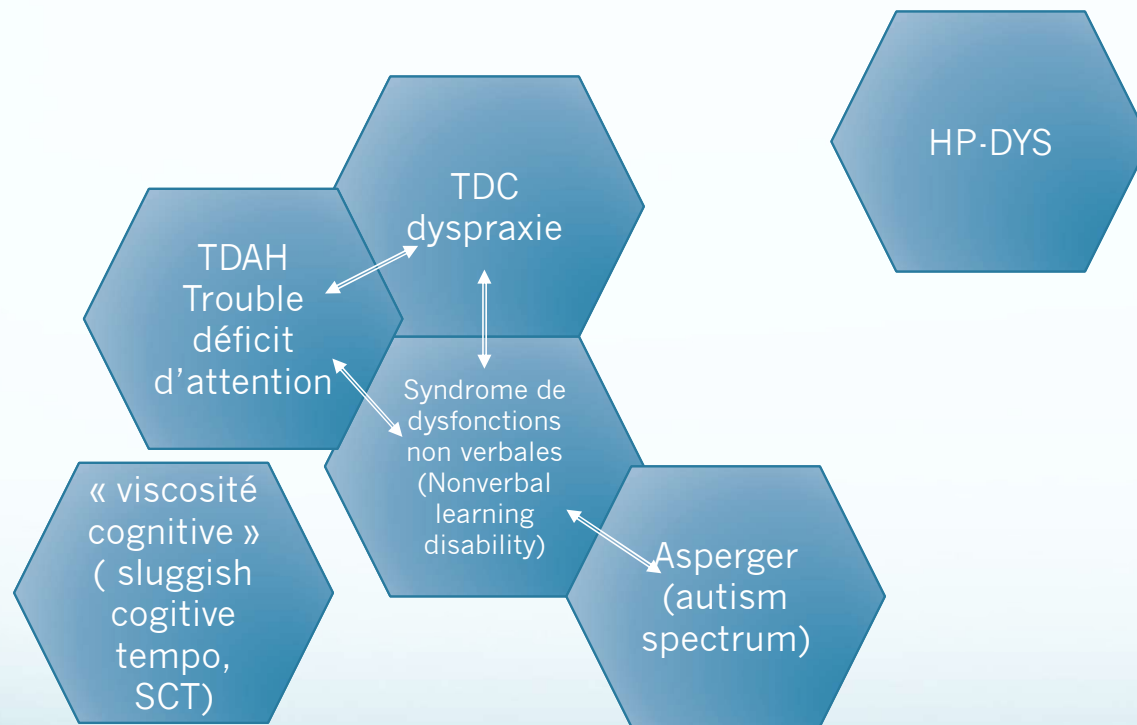 HP-DYS
TDC
dyspraxie
TDAH
Trouble
déficit
d’attention
Syndrome de
dysfonctions
non verbales
(Nonverbal
learning
disability)
« viscosité
cognitive »
( sluggish
cogitive
tempo,
SCT)
Asperger
(autism
spectrum)